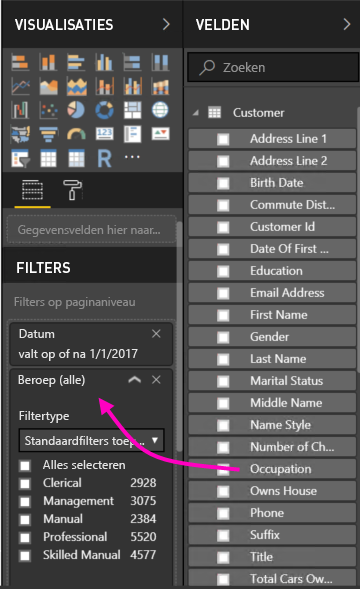 VISUALISATIES
R
123
Gegevensvelden hier naar...
FILTERS
Filters op paginaniveau
Datum
valt op of na 1/1/2017
Beroep (alle)
Filtertype
Standaardfilters toep...
Alles selecteren
Clerical 2928
Management 3075
Manual 2384
Professional 5520
Skilled Manual 4577
VELDEN
Zoeken
Customer
Address Line 1
Address Line 2
Birth Date
Commute Dist...
Customer Id
Date Of First ...
Education
Email Address
First Name
Gender
Last Name
Marital Status
Middle Name
Name Style
Number of Ch...
Occupation
Owns House
Phone
Suffix
Title
Total Cars Ow...